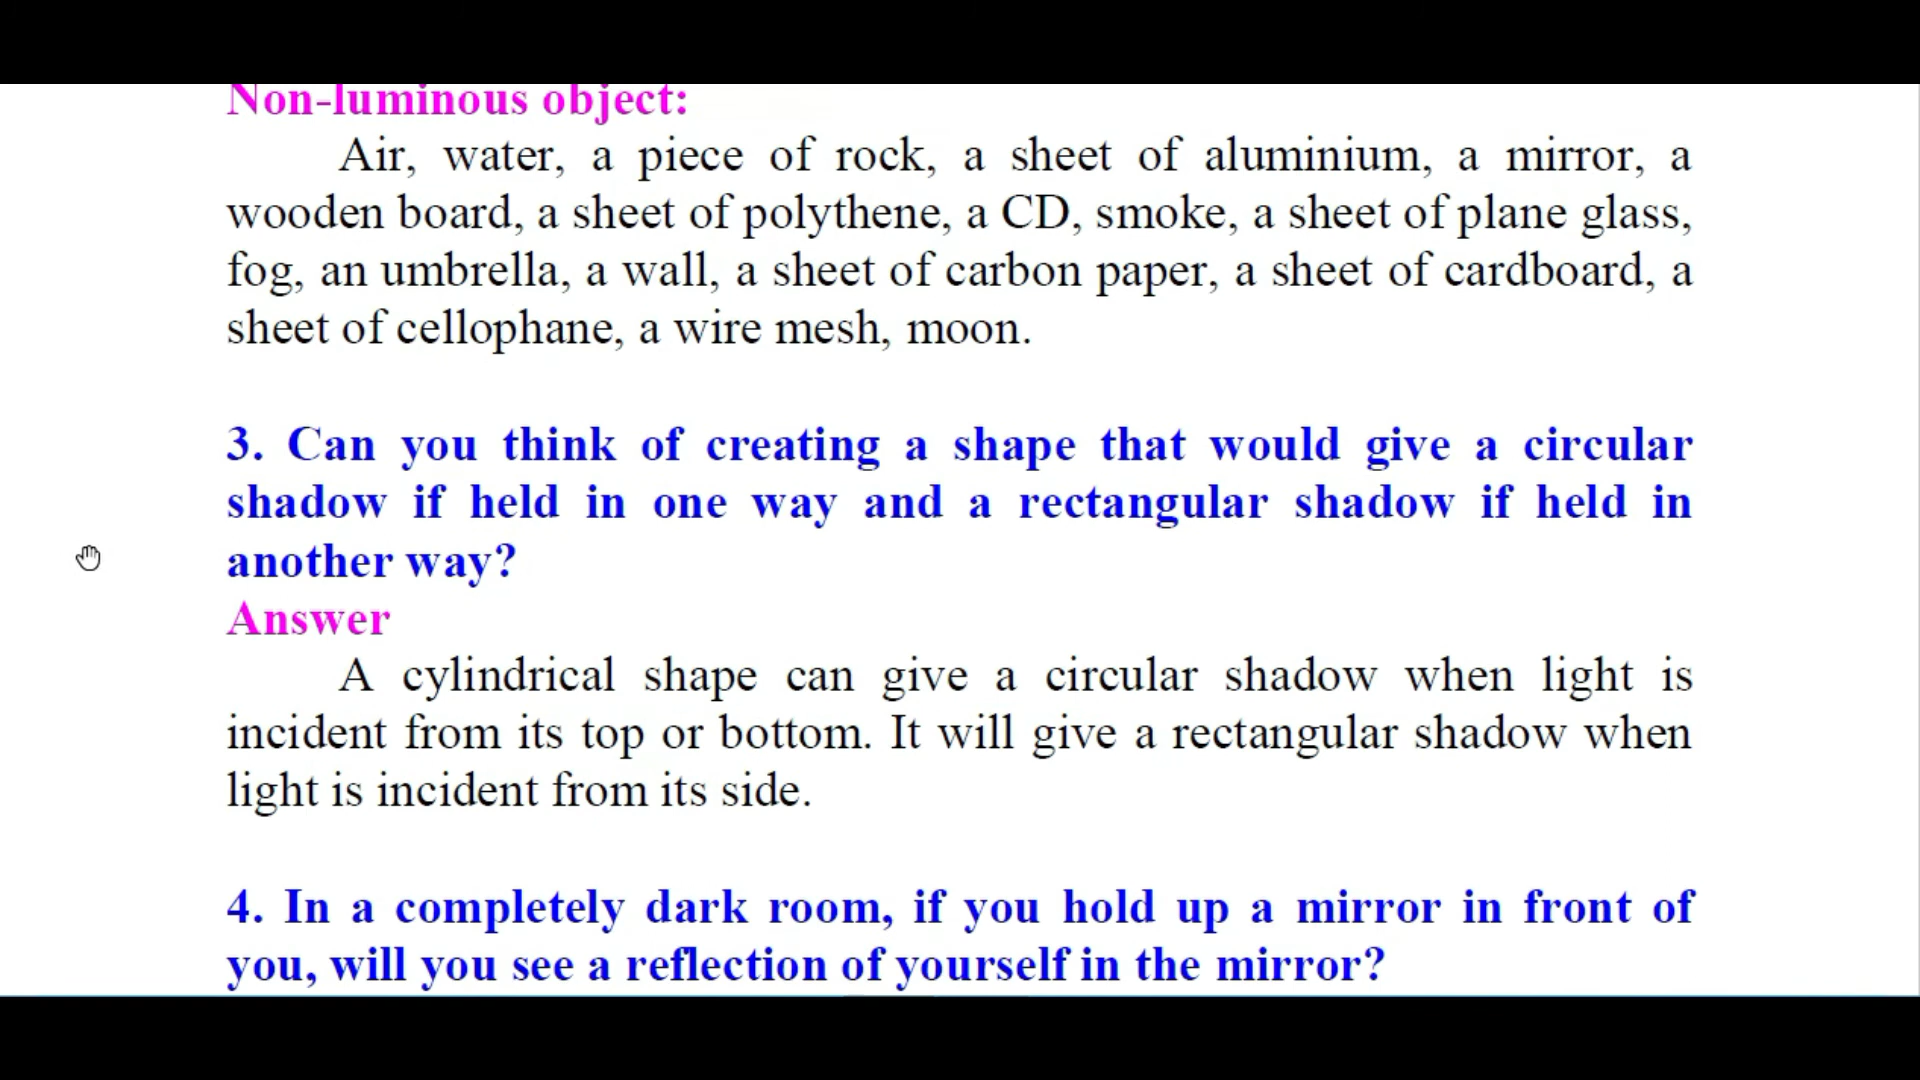 Non-luminous object:
Air, water, a piece of rock, a sheet of aluminium, a mirror, a
wooden board, a sheet of polythene, a CD, smoke, a sheet of plane glass,
fog, an umbrella, a wall, a sheet of carbon paper, a sheet of cardboard, a
sheet of cellophane, a wire mesh, moon.
3. Can you think of creating a shape that would give a circular
shadow if held in one way and a rectangular shadow if held in
another way?
Answer
A cylindrical shape can give a circular shadow when light is
incident from its top or bottom. It will give a rectangular shadow when
light is incident from its side.
4. In a completely dark room, if you hold up a mirror in front of
you, will you see a reflection of yourself in the mirror?